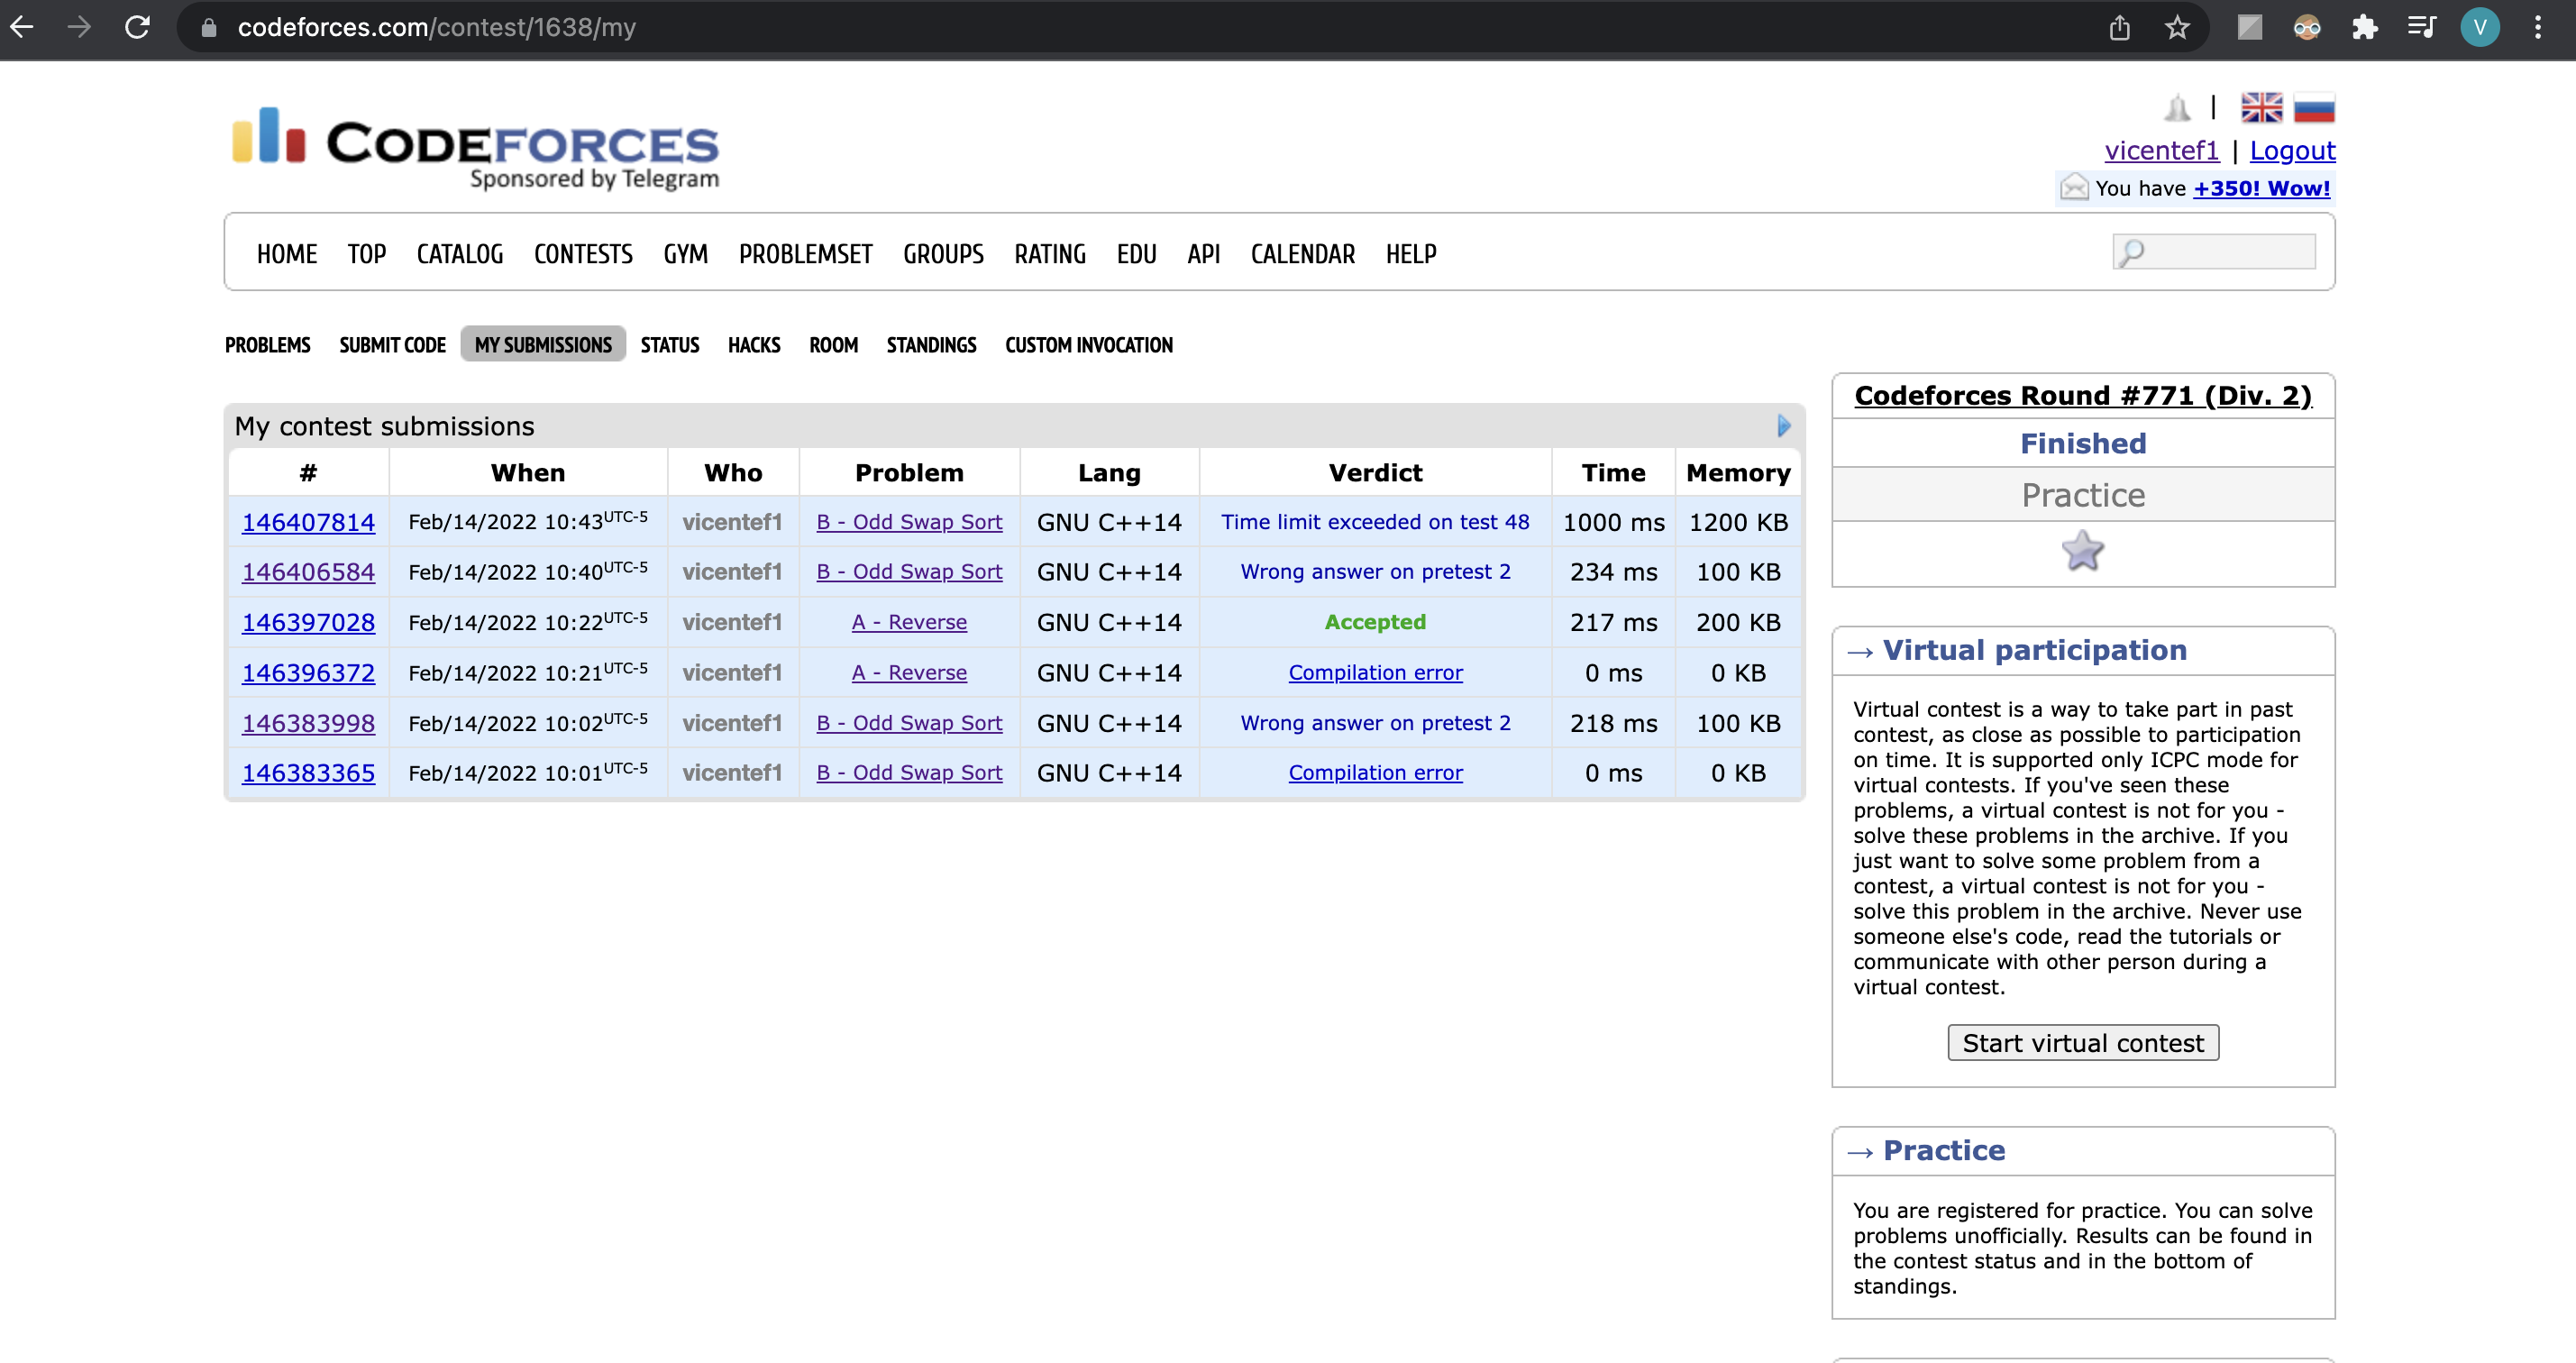 codeforces.com/contest/1638/my
V
CODEFORCES
Sponsored by Telegram
|
vicentef1 | Logout
You have +350! Wow!
HOME TOP CATALOG CONTESTS GYM PROBLEMSET GROUPS RATING EDU API CALENDAR HELP
PROBLEMS SUBMIT CODE MY SUBMISSIONS STATUS HACKS ROOM STANDINGS CUSTOM INVOCATION
My contest submissions
# When Who Problem Lang Verdict Time Memory
146407814 Feb/14/2022 10:43UTC-5 vicentef1 B - Odd Swap Sort GNU C++14 Time limit exceeded on test 48 1000 ms 1200 KB
146406584 Feb/14/2022 10:40UTC-5 vicentef1 B - Odd Swap Sort GNU C++14 Wrong answer on pretest 2 234 ms 100 KB
146397028 Feb/14/2022 10:22UTC-5 vicentef1 A - Reverse GNU C++14 Accepted 217 ms 200 KB
146396372 Feb/14/2022 10:21UTC-5 vicentef1 A - Reverse GNU C++14 Compilation error 0 ms 0 KB
146383998 Feb/14/2022 10:02UTC-5 vicentef1 B - Odd Swap Sort GNU C++14 Wrong answer on pretest 2 218 ms 100 KB
146383365 Feb/14/2022 10:01UTC-5 vicentef1 B - Odd Swap Sort GNU C++14 Compilation error 0 ms 0 KB
Codeforces Round #771 (Div. 2)
Finished
Practice
→ Virtual participation
Virtual contest is a way to take part in past
contest, as close as possible to participation
on time. It is supported only ICPC mode for
virtual contests. If you've seen these
problems, a virtual contest is not for you -
solve these problems in the archive. If you
just want to solve some problem from a
contest, a virtual contest is not for you -
solve this problem in the archive. Never use
someone else's code, read the tutorials or
communicate with other person during a
virtual contest.
Start virtual contest
→ Practice
You are registered for practice. You can solve
problems unofficially. Results can be found in
the contest status and in the bottom of
standings.